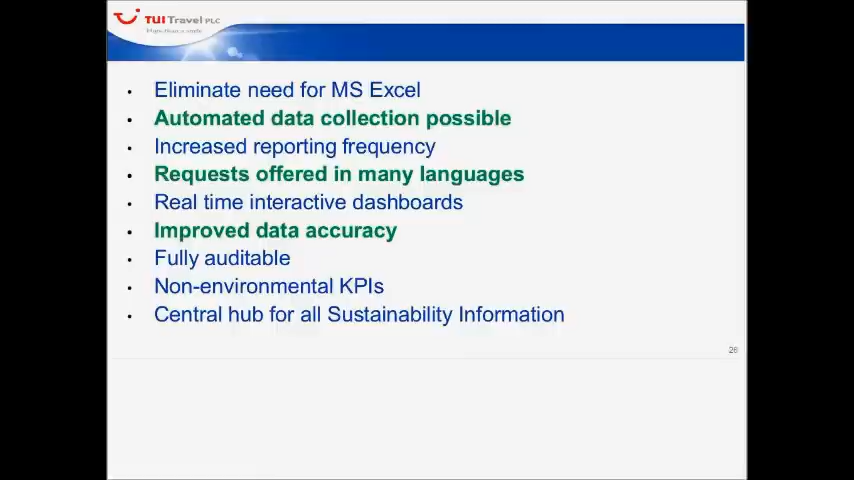 TUI Travel PLC
• Eliminate need for MS Excel
• Automated data collection possible
• Increased reporting frequency
• Requests offered in many languages
• Real time interactive dashboards
• Improved data accuracy
• Fully auditable
• Non-environmental KPIs
• Central hub for all Sustainability Information
26